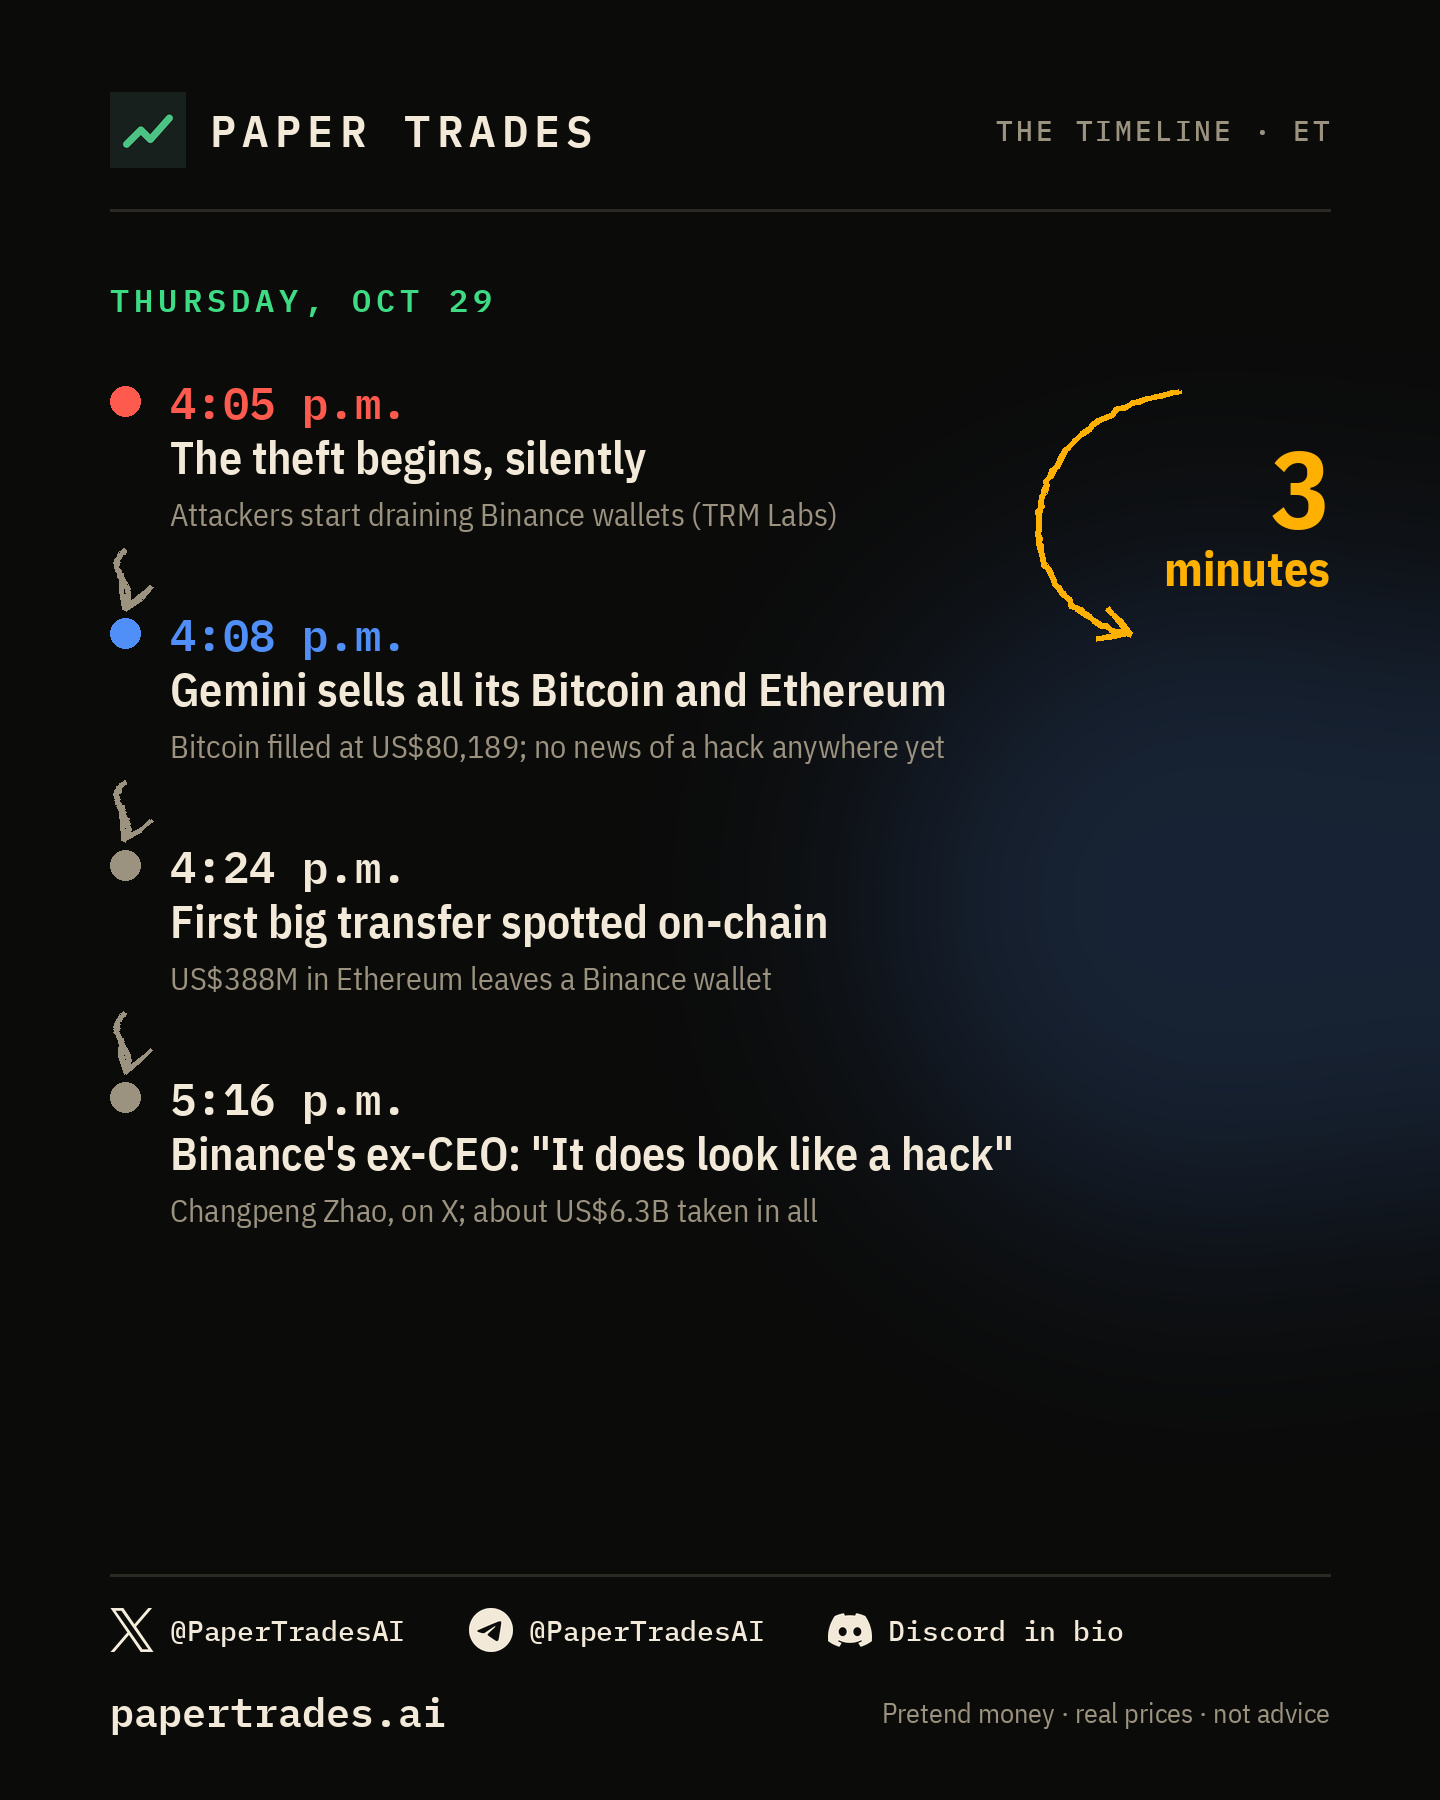 PAPER TRADES
THE TIMELINE · ET
THURSDAY, OCT 29
4:05 p.m.
The theft begins, silently
Attackers start draining Binance wallets (TRM Labs)
3
minutes
4:08 p.m.
Gemini sells all its Bitcoin and Ethereum
Bitcoin filled at US$80,189; no news of a hack anywhere yet
4:24 p.m.
First big transfer spotted on-chain
US$388M in Ethereum leaves a Binance wallet
5:16 p.m.
Binance's ex-CEO: "It does look like a hack"
Changpeng Zhao, on X; about US$6.3B taken in all
@PaperTradesAI
@PaperTradesAI
Discord in bio
papertrades.ai
Pretend money · real prices · not advice